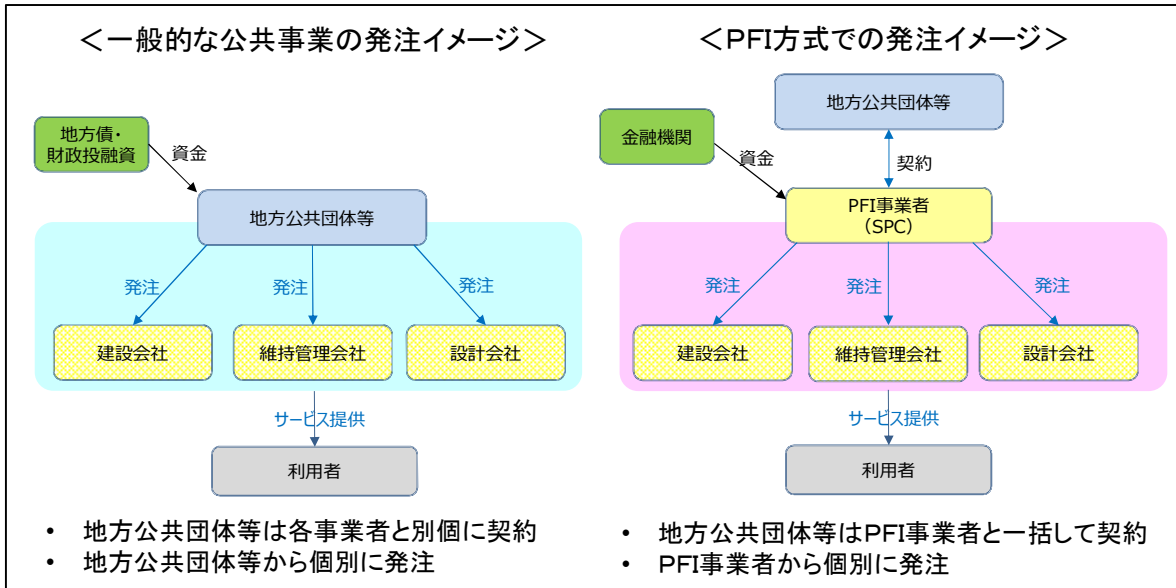 ＜一般的な公共事業の発注イメージ＞
地方債・
財政投融資
資金
地方公共団体等
発注
発注
発注
建設会社
維持管理会社
設計会社
サービス提供
利用者
• 地方公共団体等は各事業者と別個に契約
• 地方公共団体等から個別に発注
＜PFI方式での発注イメージ＞
地方公共団体等
金融機関
資金
契約
PFI事業者
（SPC）
発注
発注
発注
建設会社
維持管理会社
設計会社
サービス提供
利用者
• 地方公共団体等はPFI事業者と一括して契約
• PFI事業者から個別に発注